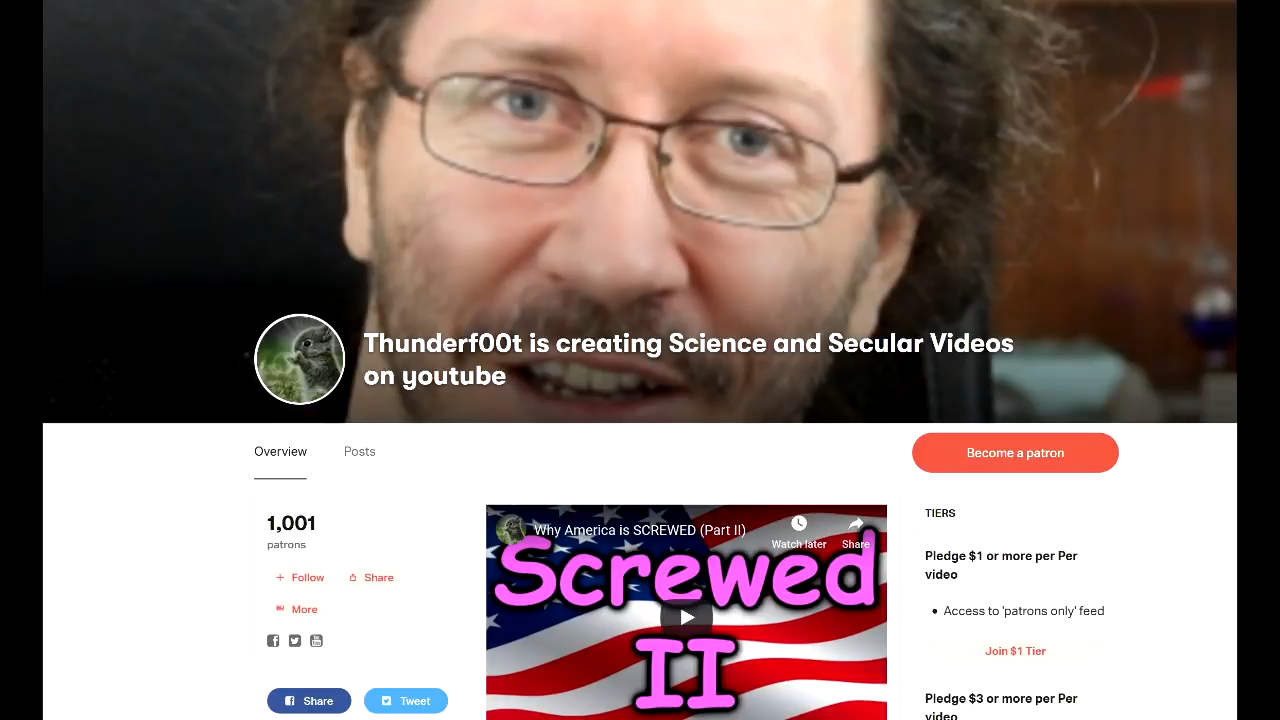 Thunderf00t is creating Science and Secular Videos
on youtube
Overview
Posts
Become a patron
1,001
patrons
+ Follow
Share
More
Share
Tweet
Why America is SCREWED (Part II)
Watch later
Share
Screwed
II
TIERS
Pledge $1 or more per Per
video
• Access to 'patrons only' feed
Join $1 Tier
Pledge $3 or more per Per
video